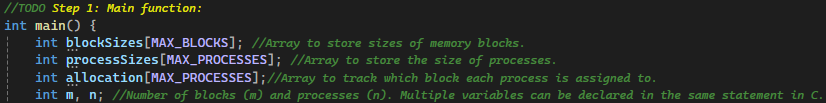 //TODO Step 1: Main function:
int main() {
    int blockSizes[MAX_BLOCKS]; //Array to store sizes of memory blocks.
    int processSizes[MAX_PROCESSES]; //Array to store the size of processes.
    int allocation[MAX_PROCESSES];//Array to track which block each process is assigned to.
    int m, n; //Number of blocks (m) and processes (n). Multiple variables can be declared in the same statement in C.